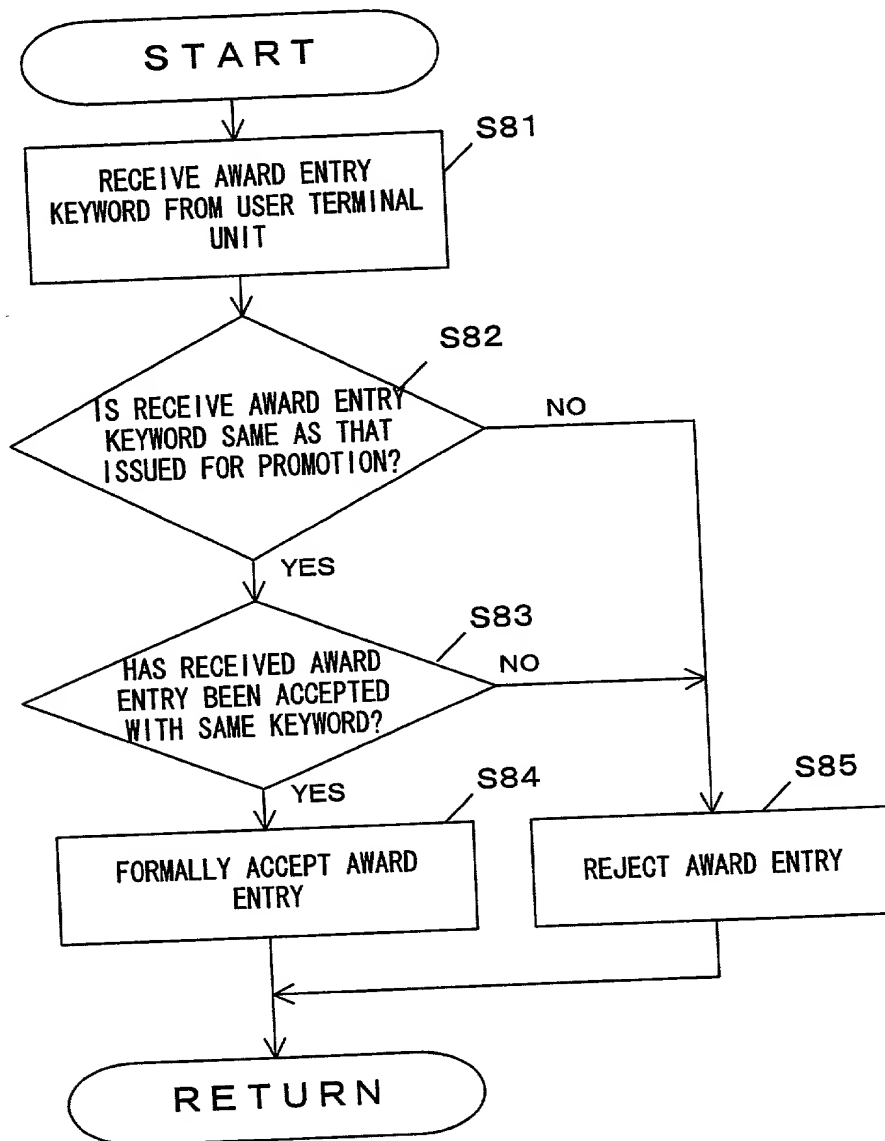 START
S81
RECEIVE AWARD ENTRY
KEYWORD FROM USER TERMINAL
UNIT
S82
IS RECEIVE AWARD ENTRY
KEYWORD SAME AS THAT
ISSUED FOR PROMOTION?
NO
YES
S83
HAS RECEIVED AWARD
ENTRY BEEN ACCEPTED
WITH SAME KEYWORD?
NO
YES
S84
FORMALLY ACCEPT AWARD
ENTRY
S85
REJECT AWARD ENTRY
RETURN